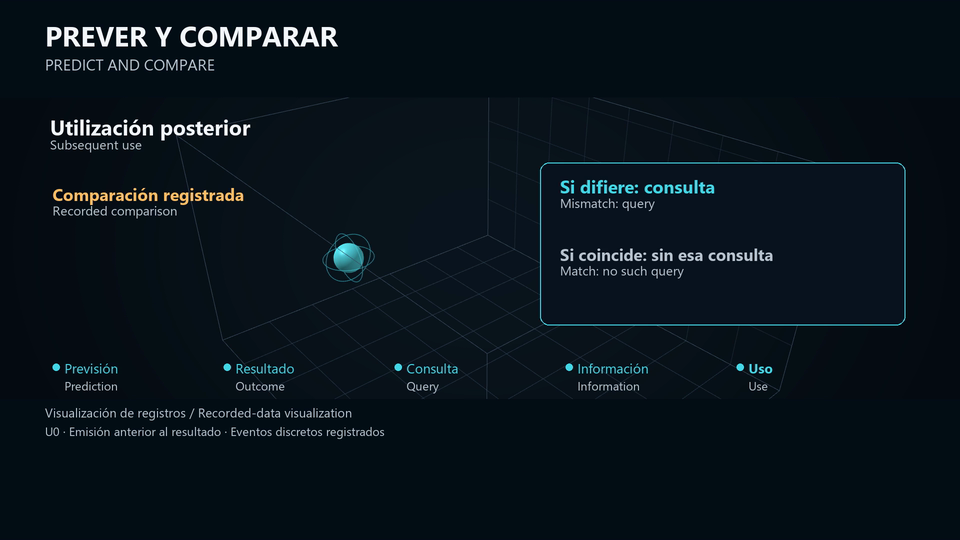 PREVER Y COMPARAR
PREDICT AND COMPARE
Utilización posterior
Subsequent use
Comparación registrada
Recorded comparison
Si difiere: consulta
Mismatch: query
Si coincide: sin esa consulta
Match: no such query
Previsión
Prediction
Resultado
Outcome
Consulta
Query
Información
Information
Uso
Use
Visualización de registros / Recorded-data visualization
U0 · Emisión anterior al resultado · Eventos discretos registrados